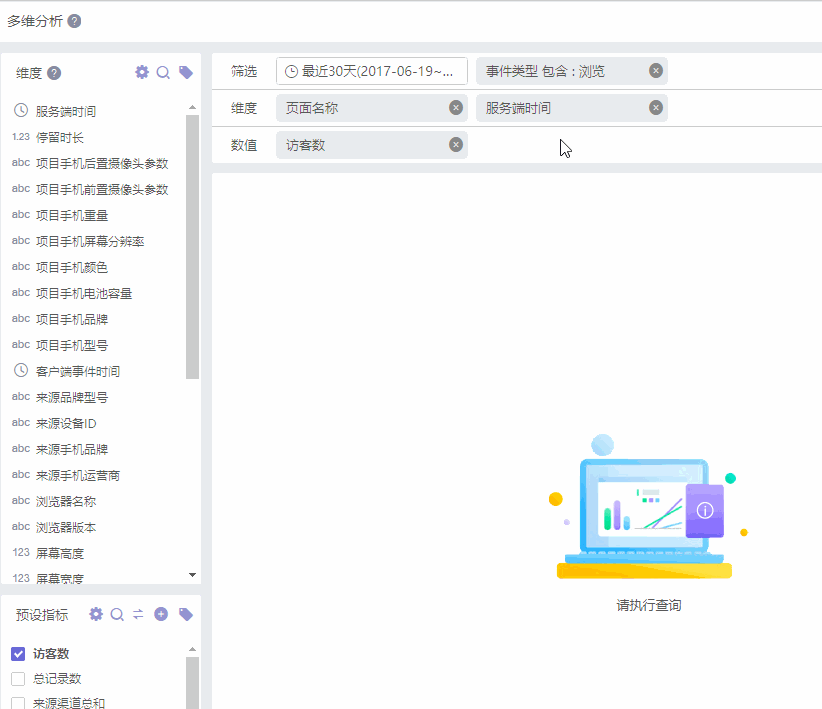 多维分析 ?
维度 ?
服务端时间
1.23 停留时长
abc 项目手机后置摄像头参数
abc 项目手机前置摄像头参数
abc 项目手机重量
abc 项目手机屏幕分辨率
abc 项目手机颜色
abc 项目手机电池容量
abc 项目手机品牌
abc 项目手机型号
客户端事件时间
abc 来源品牌型号
abc 来源设备ID
abc 来源手机品牌
abc 来源手机运营商
abc 浏览器名称
abc 浏览器版本
123 屏幕高度
123 屏幕宽度
预设指标
访客数
总记录数
来源渠道总和
筛选 最近30天(2017-06-19~... 事件类型 包含 : 浏览
维度 页面名称 服务端时间
数值 访客数
请执行查询